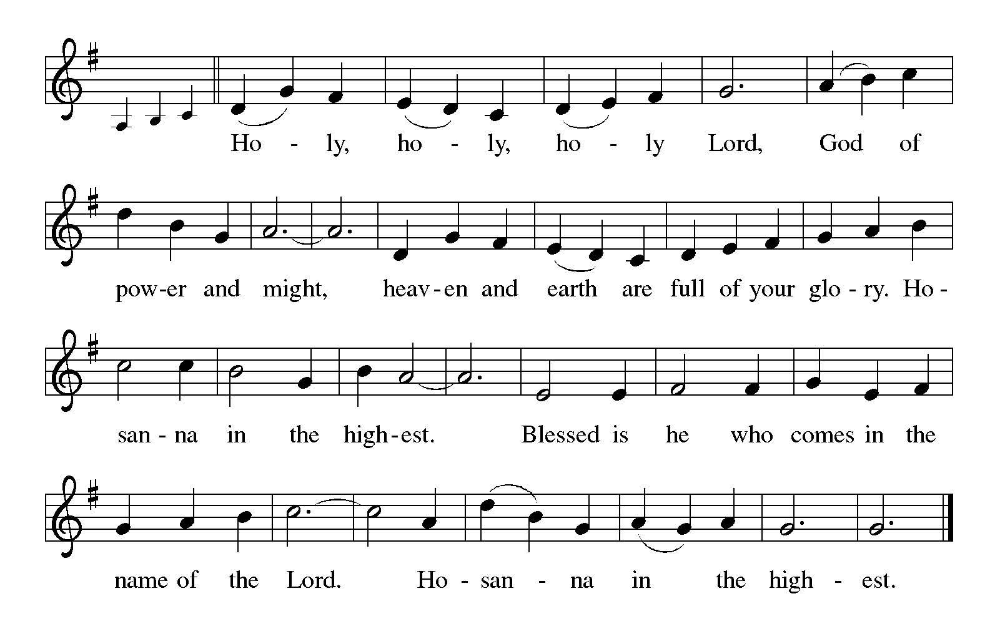 Ho - ly, ho - ly, ho - ly Lord, God of
pow-er and might, heav-en and earth are full of your glo - ry. Ho -
san - na in the high-est. Blessed is he who comes in the
name of the Lord. Ho - san - na in the high - est.